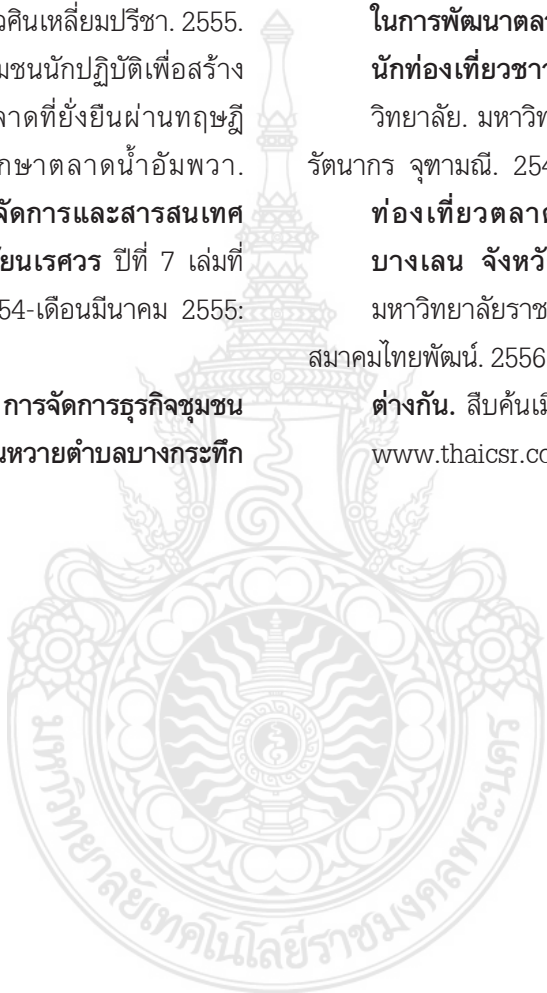 วศินเหลี่ยมปรีชา. 2555.
มชนนักปฏิบัติเพื่อสร้าง
ลาดที่ยั่งยืนผ่านทฤษฎี
กษาตลาดน้ำอัมพวา.
จัดการและสารสนเทศ
ัยนเรศวร ปีที่ 7 เล่มที่
54-เดือนมีนาคม 2555:
การจัดการธุรกิจชุมชน
นหวายตำบลบางกระทึก
ในการพัฒนาตลา
นักท่องเที่ยวชาว
วิทยาลัย. มหาวิท
รัตนากร จุฑามณี. 254
ท่องเที่ยวตลาด
บางเลน จังหวั
มหาวิทยาลัยราช
สมาคมไทยพัฒน์. 2556
ต่างกัน. สืบค้นเมื
www.thaicsr.co
มหาวิทยาลัยเทคโนโลยีราชมงคลพระนคร